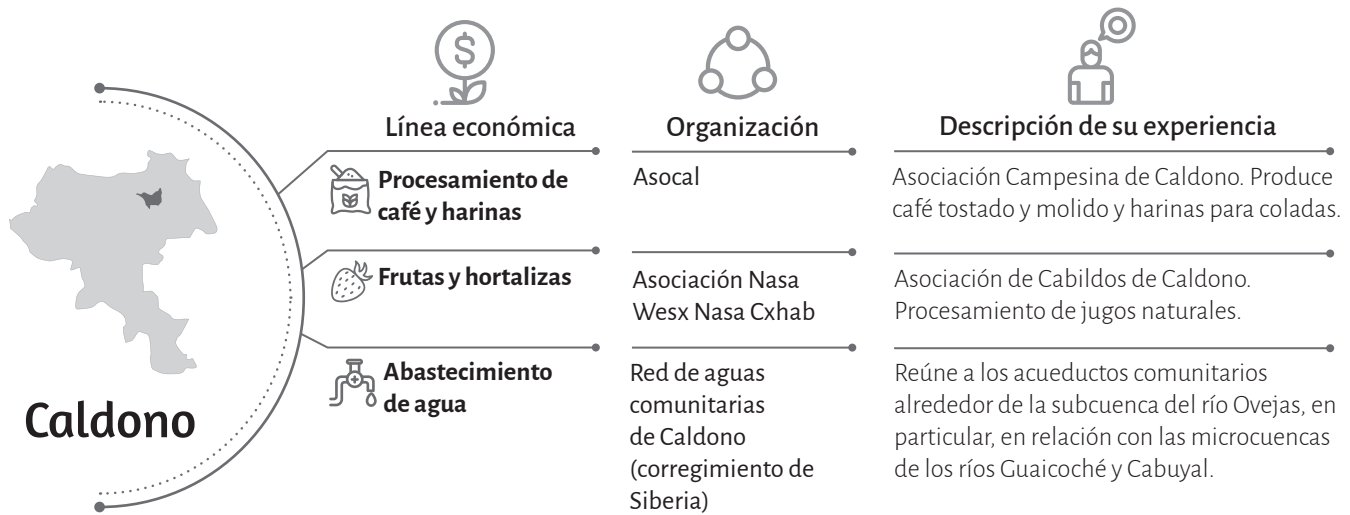 Línea económica
Organización
Descripción de su experiencia
Procesamiento de
café y harinas
Asocal
Asociación Campesina de Caldono. Produce
café tostado y molido y harinas para coladas.
Frutas y hortalizas
Asociación Nasa
Wesx Nasa Cxhab
Asociación de Cabildos de Caldono.
Procesamiento de jugos naturales.
Abastecimiento
de agua
Red de aguas
comunitarias
de Caldono
(corregimiento de
Siberia)
Reúne a los acueductos comunitarios
alrededor de la subcuenca del río Ovejas, en
particular, en relación con las microcuencas
de los ríos Guaicoché y Cabuyal.
Caldono